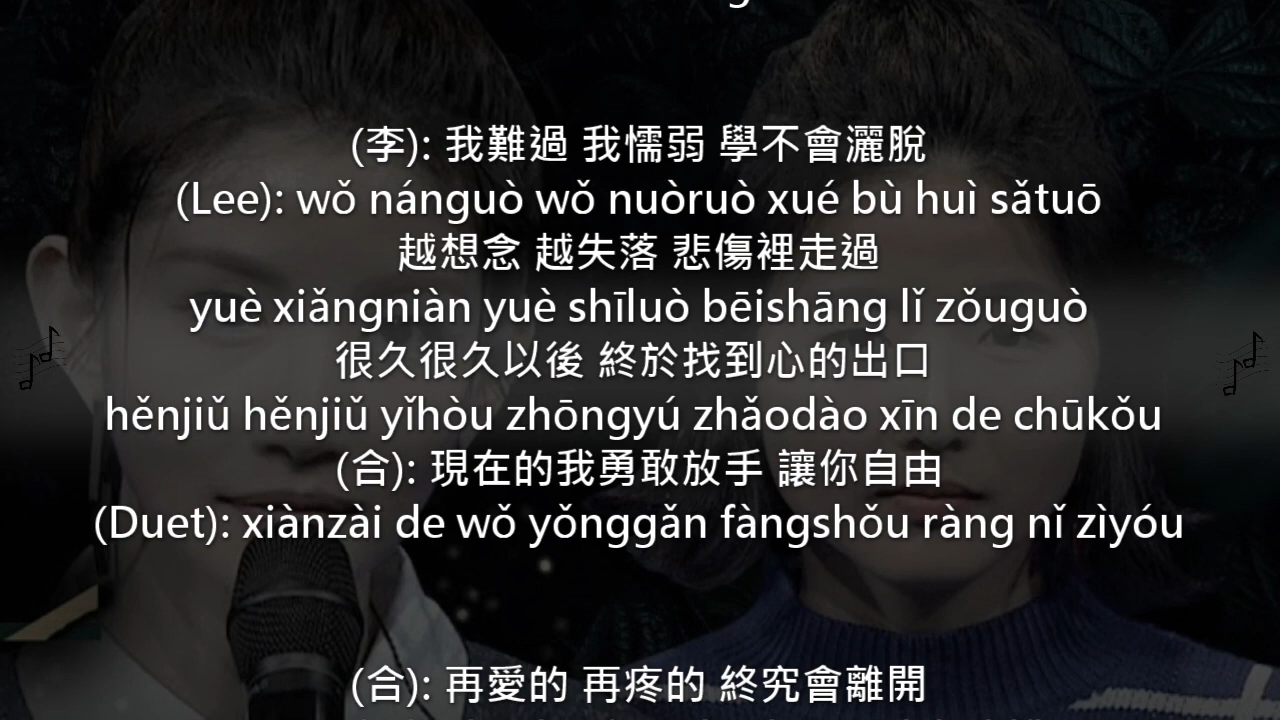 (李): 我難過 我懦弱 學不會灑脫
(Lee): wǒ nánguò wǒ nuòruò xué bù huì sǎtuō
越想念 越失落 悲傷裡走過
yuè xiǎngniàn yuè shīluò bēishāng lǐ zǒuguò
很久很久以後 終於找到心的出口
hěnjiǔ hěnjiǔ yǐhòu zhōngyú zhǎodào xīn de chūkǒu
(合): 現在的我勇敢放手 讓你自由
(Duet): xiànzài de wǒ yǒnggǎn fàngshǒu ràng nǐ zìyóu
(合): 再愛的 再疼的 終究會離開